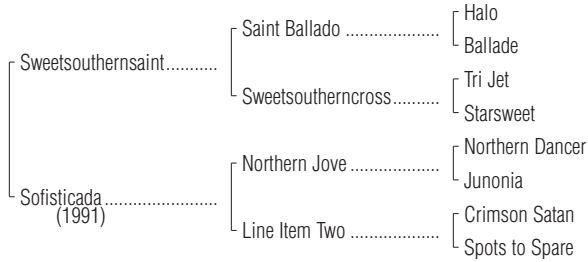 Halo
Saint Ballado ....................
Ballade
Sweetsouthernsaint...........
Tri Jet
Sweetsoutherncross..........
Starsweet
Northern Dancer
Northern Jove ...................
Junonia
Sofisticada ........................
(1991)
Crimson Satan
Line Item Two ...................
Spots to Spare